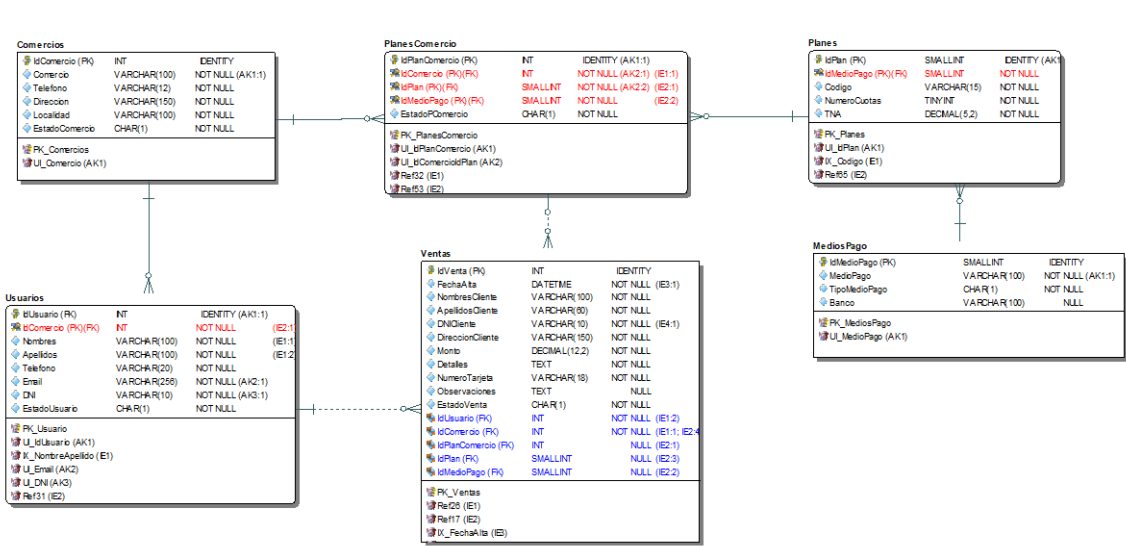 Comercios
IdComercio (PK) INT IDENTITY
Comercio VARCHAR(100) NOT NULL (AK1:1)
Telefono VARCHAR(12) NOT NULL
Direccion VARCHAR(150) NOT NULL
Localidad VARCHAR(100) NOT NULL
EstadoComercio CHAR(1) NOT NULL
PK_Comercios
UI_Comercio (AK1)
PlanesComercio
IdPlanComercio (PK) INT IDENTITY (AK1:1)
IdComercio (PK)(FK) INT NOT NULL (AK2:1) (IE1:1)
IdPlan (PK)(FK) SMALLINT NOT NULL (AK2:2) (IE2:1)
IdMedioPago (PK)(FK) SMALLINT NOT NULL (IE2:2)
EstadoPComercio CHAR(1) NOT NULL
PK_PlanesComercio
UI_IdPlanComercio (AK1)
UI_IdComercioIdPlan (AK2)
Ref32 (IE1)
Ref53 (IE2)
Planes
IdPlan (PK) SMALLINT IDENTITY (AK1
IdMedioPago (PK)(FK) SMALLINT NOT NULL
Codigo VARCHAR(15) NOT NULL
NumeroCuotas TINYINT NOT NULL
TNA DECIMAL(5,2) NOT NULL
PK_Planes
UI_IdPlan (AK1)
IX_Codigo (IE1)
Ref65 (IE2)
MediosPago
IdMedioPago (PK) SMALLINT IDENTITY
MedioPago VARCHAR(100) NOT NULL (AK1:1)
TipoMedioPago CHAR(1) NOT NULL
Banco VARCHAR(100) NULL
PK_MediosPago
UI_MedioPago (AK1)
Usuarios
IdUsuario (PK) INT IDENTITY (AK1:1)
IdComercio (PK)(FK) INT NOT NULL (IE2:1)
Nombres VARCHAR(100) NOT NULL (IE1:1)
Apellidos VARCHAR(100) NOT NULL (IE1:2)
Telefono VARCHAR(20) NOT NULL
Email VARCHAR(256) NOT NULL (AK2:1)
DNI VARCHAR(10) NOT NULL (AK3:1)
EstadoUsuario CHAR(1) NOT NULL
PK_Usuario
UI_IdUsuario (AK1)
IX_NombreApellido (IE1)
UI_Email (AK2)
UI_DNI (AK3)
Ref31 (IE2)
Ventas
IdVenta (PK) INT IDENTITY
FechaAlta DATETIME NOT NULL (IE3:1)
NombresCliente VARCHAR(100) NOT NULL
ApellidosCliente VARCHAR(60) NOT NULL
DNICliente VARCHAR(10) NOT NULL (IE4:1)
DireccionCliente VARCHAR(150) NOT NULL
Monto DECIMAL(12,2) NOT NULL
Detalles TEXT NOT NULL
NumeroTarjeta VARCHAR(18) NOT NULL
Observaciones TEXT NULL
EstadoVenta CHAR(1) NOT NULL
IdUsuario (FK) INT NOT NULL (IE1:2)
IdComercio (FK) INT NOT NULL (IE1:1; IE2:4
IdPlanComercio (FK) INT NULL (IE2:1)
IdPlan (FK) SMALLINT NULL (IE2:3)
IdMedioPago (FK) SMALLINT NULL (IE2:2)
PK_Ventas
Ref26 (IE1)
Ref17 (IE2)
IX_FechaAlta (IE3)